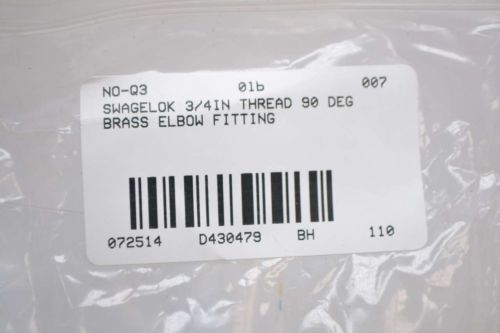 NO-Q3 01b 007
SWAGELOK 3/4IN THREAD 90 DEG
BRASS ELBOW FITTING
072514 D430479 BH 110